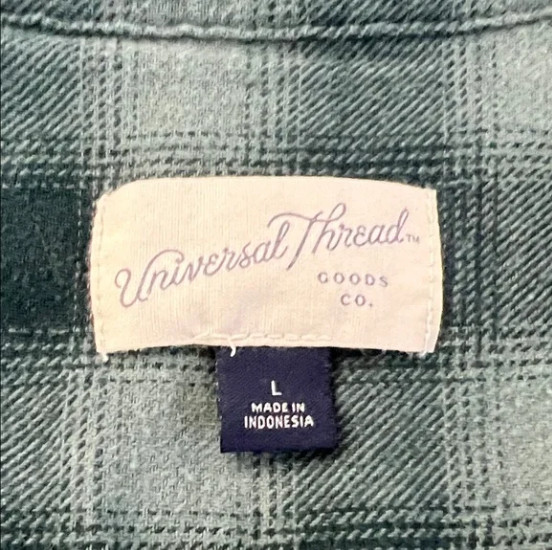 Universal Thread™
GOODS
CO.
L
MADE IN
INDONESIA